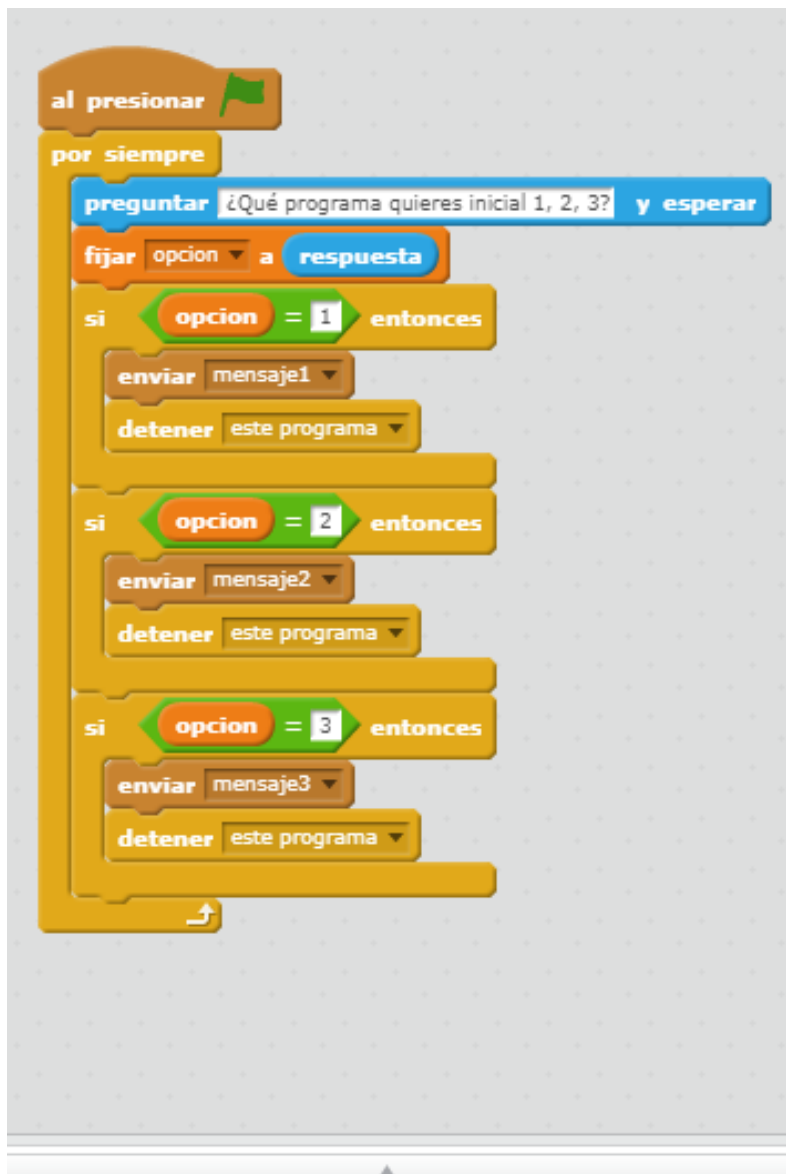 al presionar
por siempre
preguntar ¿Qué programa quieres inicial 1, 2, 3? y esperar
fijar opcion a respuesta
si opcion = 1 entonces
enviar mensaje1
detener este programa
si opcion = 2 entonces
enviar mensaje2
detener este programa
si opcion = 3 entonces
enviar mensaje3
detener este programa